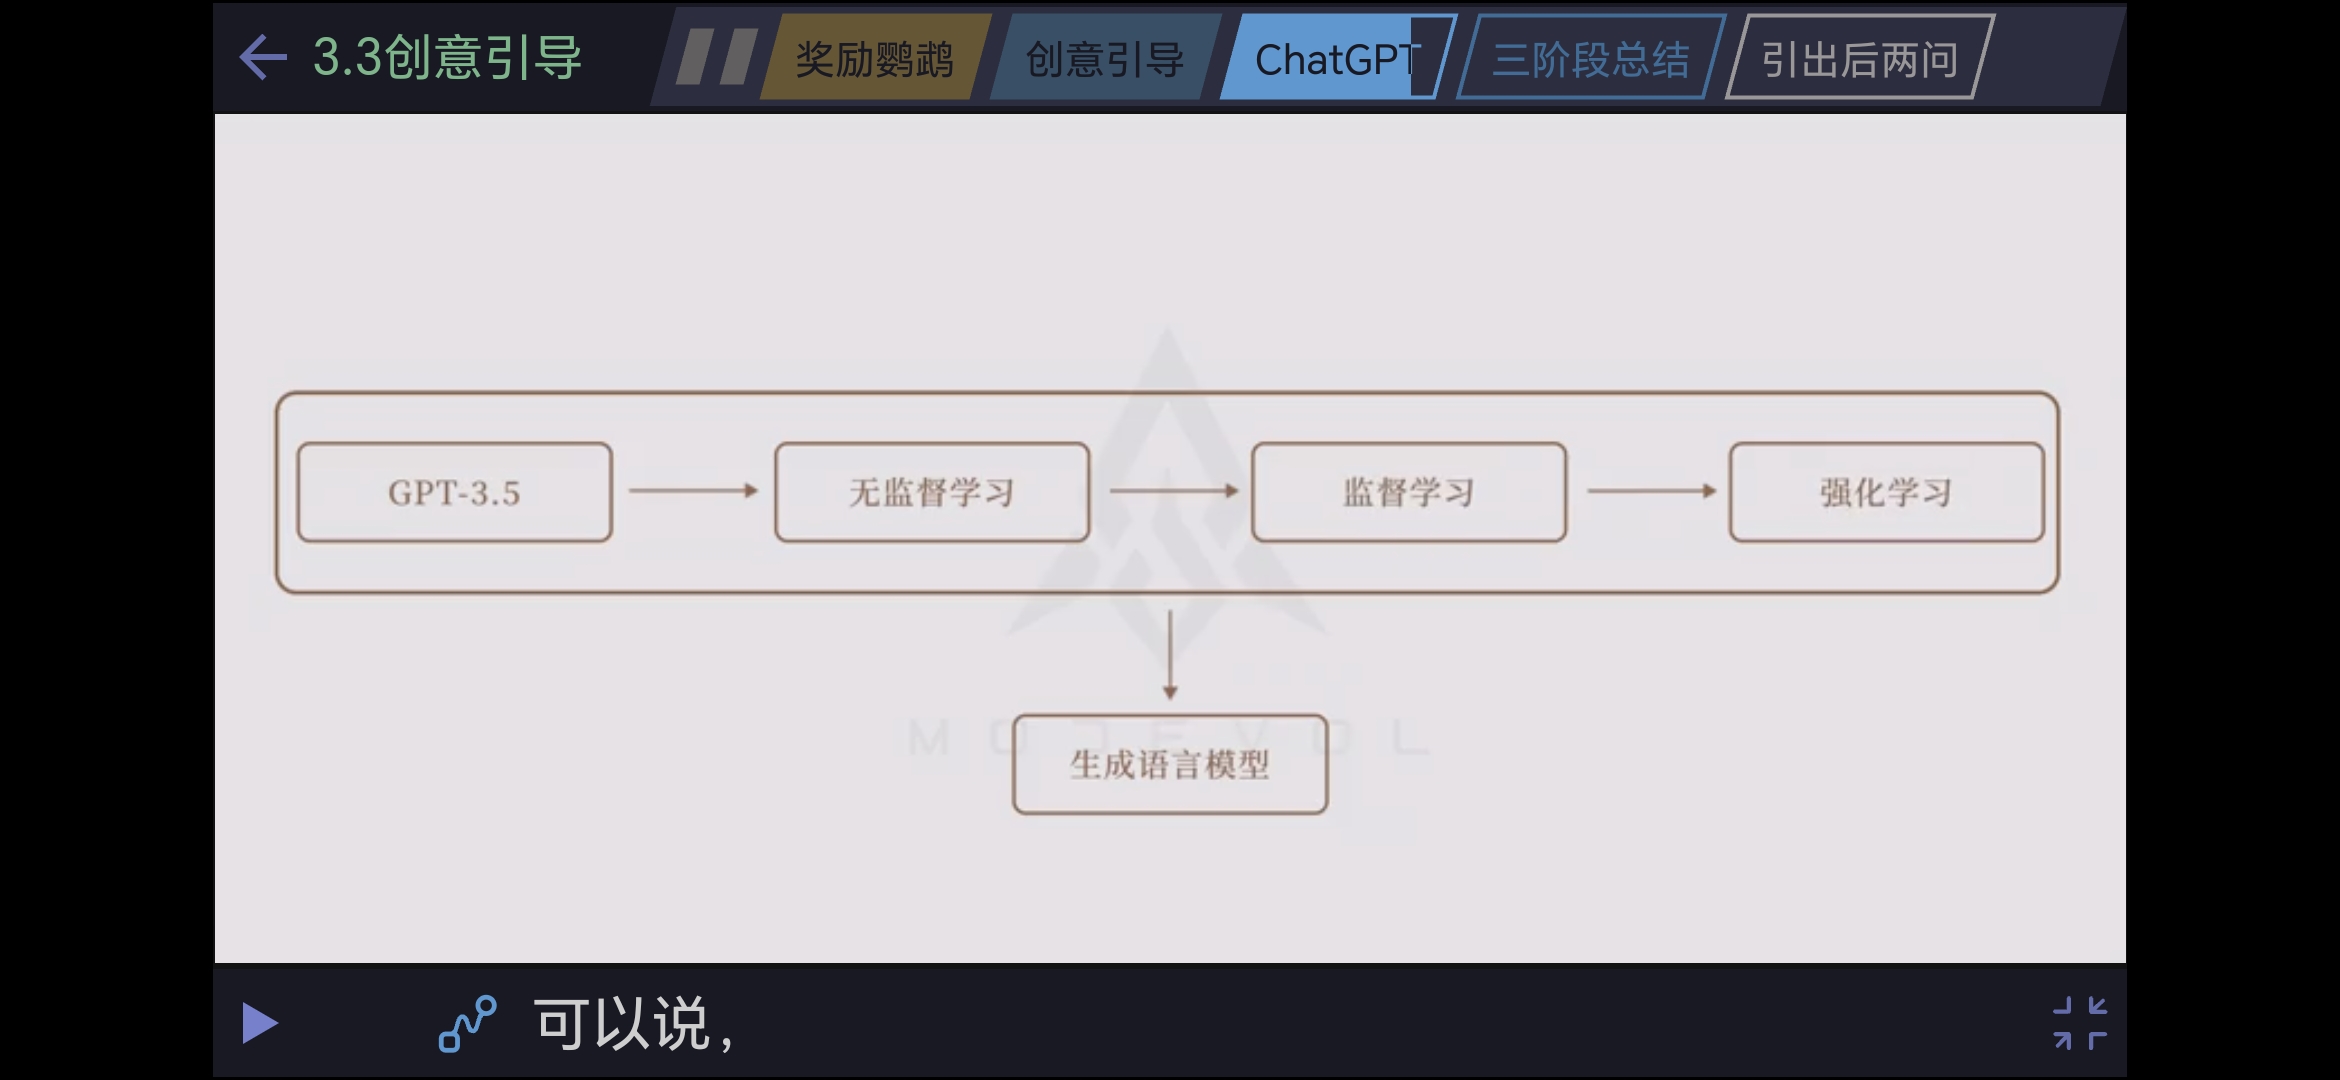 3.3创意引导
奖励鹦鹉
创意引导
ChatGPT
三阶段总结
引出后两问
GPT-3.5
无监督学习
监督学习
强化学习
生成语言模型
MODEVOL
可以说，